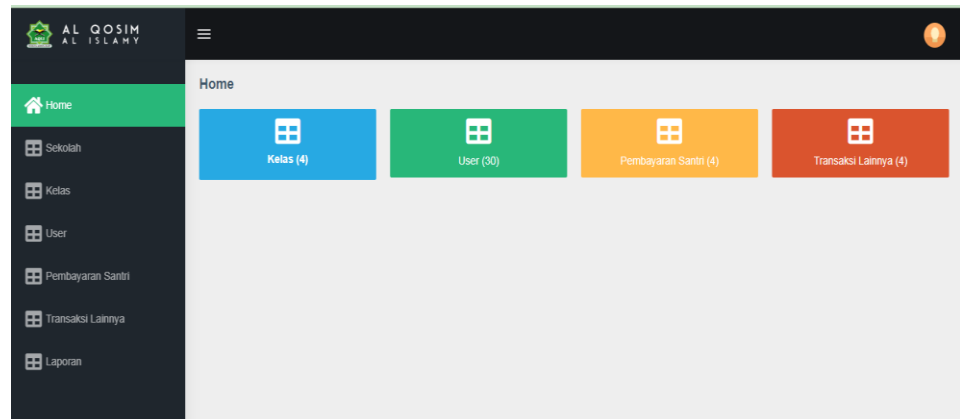 AL QOSIM
AL ISLAMY
Home
Home
Sekolah
Kelas
User
Pembayaran Santri
Transaksi Lainnya
Laporan
Kelas (4)
User (30)
Pembayaran Santri (4)
Transaksi Lainnya (4)